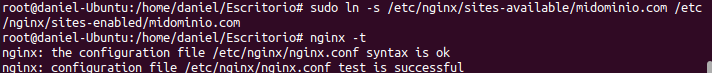 root@daniel-Ubuntu:/home/daniel/Escritorio# sudo ln -s /etc/nginx/sites-available/midominio.com /etc
/nginx/sites-enabled/midominio.com
root@daniel-Ubuntu:/home/daniel/Escritorio# nginx -t
nginx: the configuration file /etc/nginx/nginx.conf syntax is ok
nginx: configuration file /etc/nginx/nginx.conf test is successful